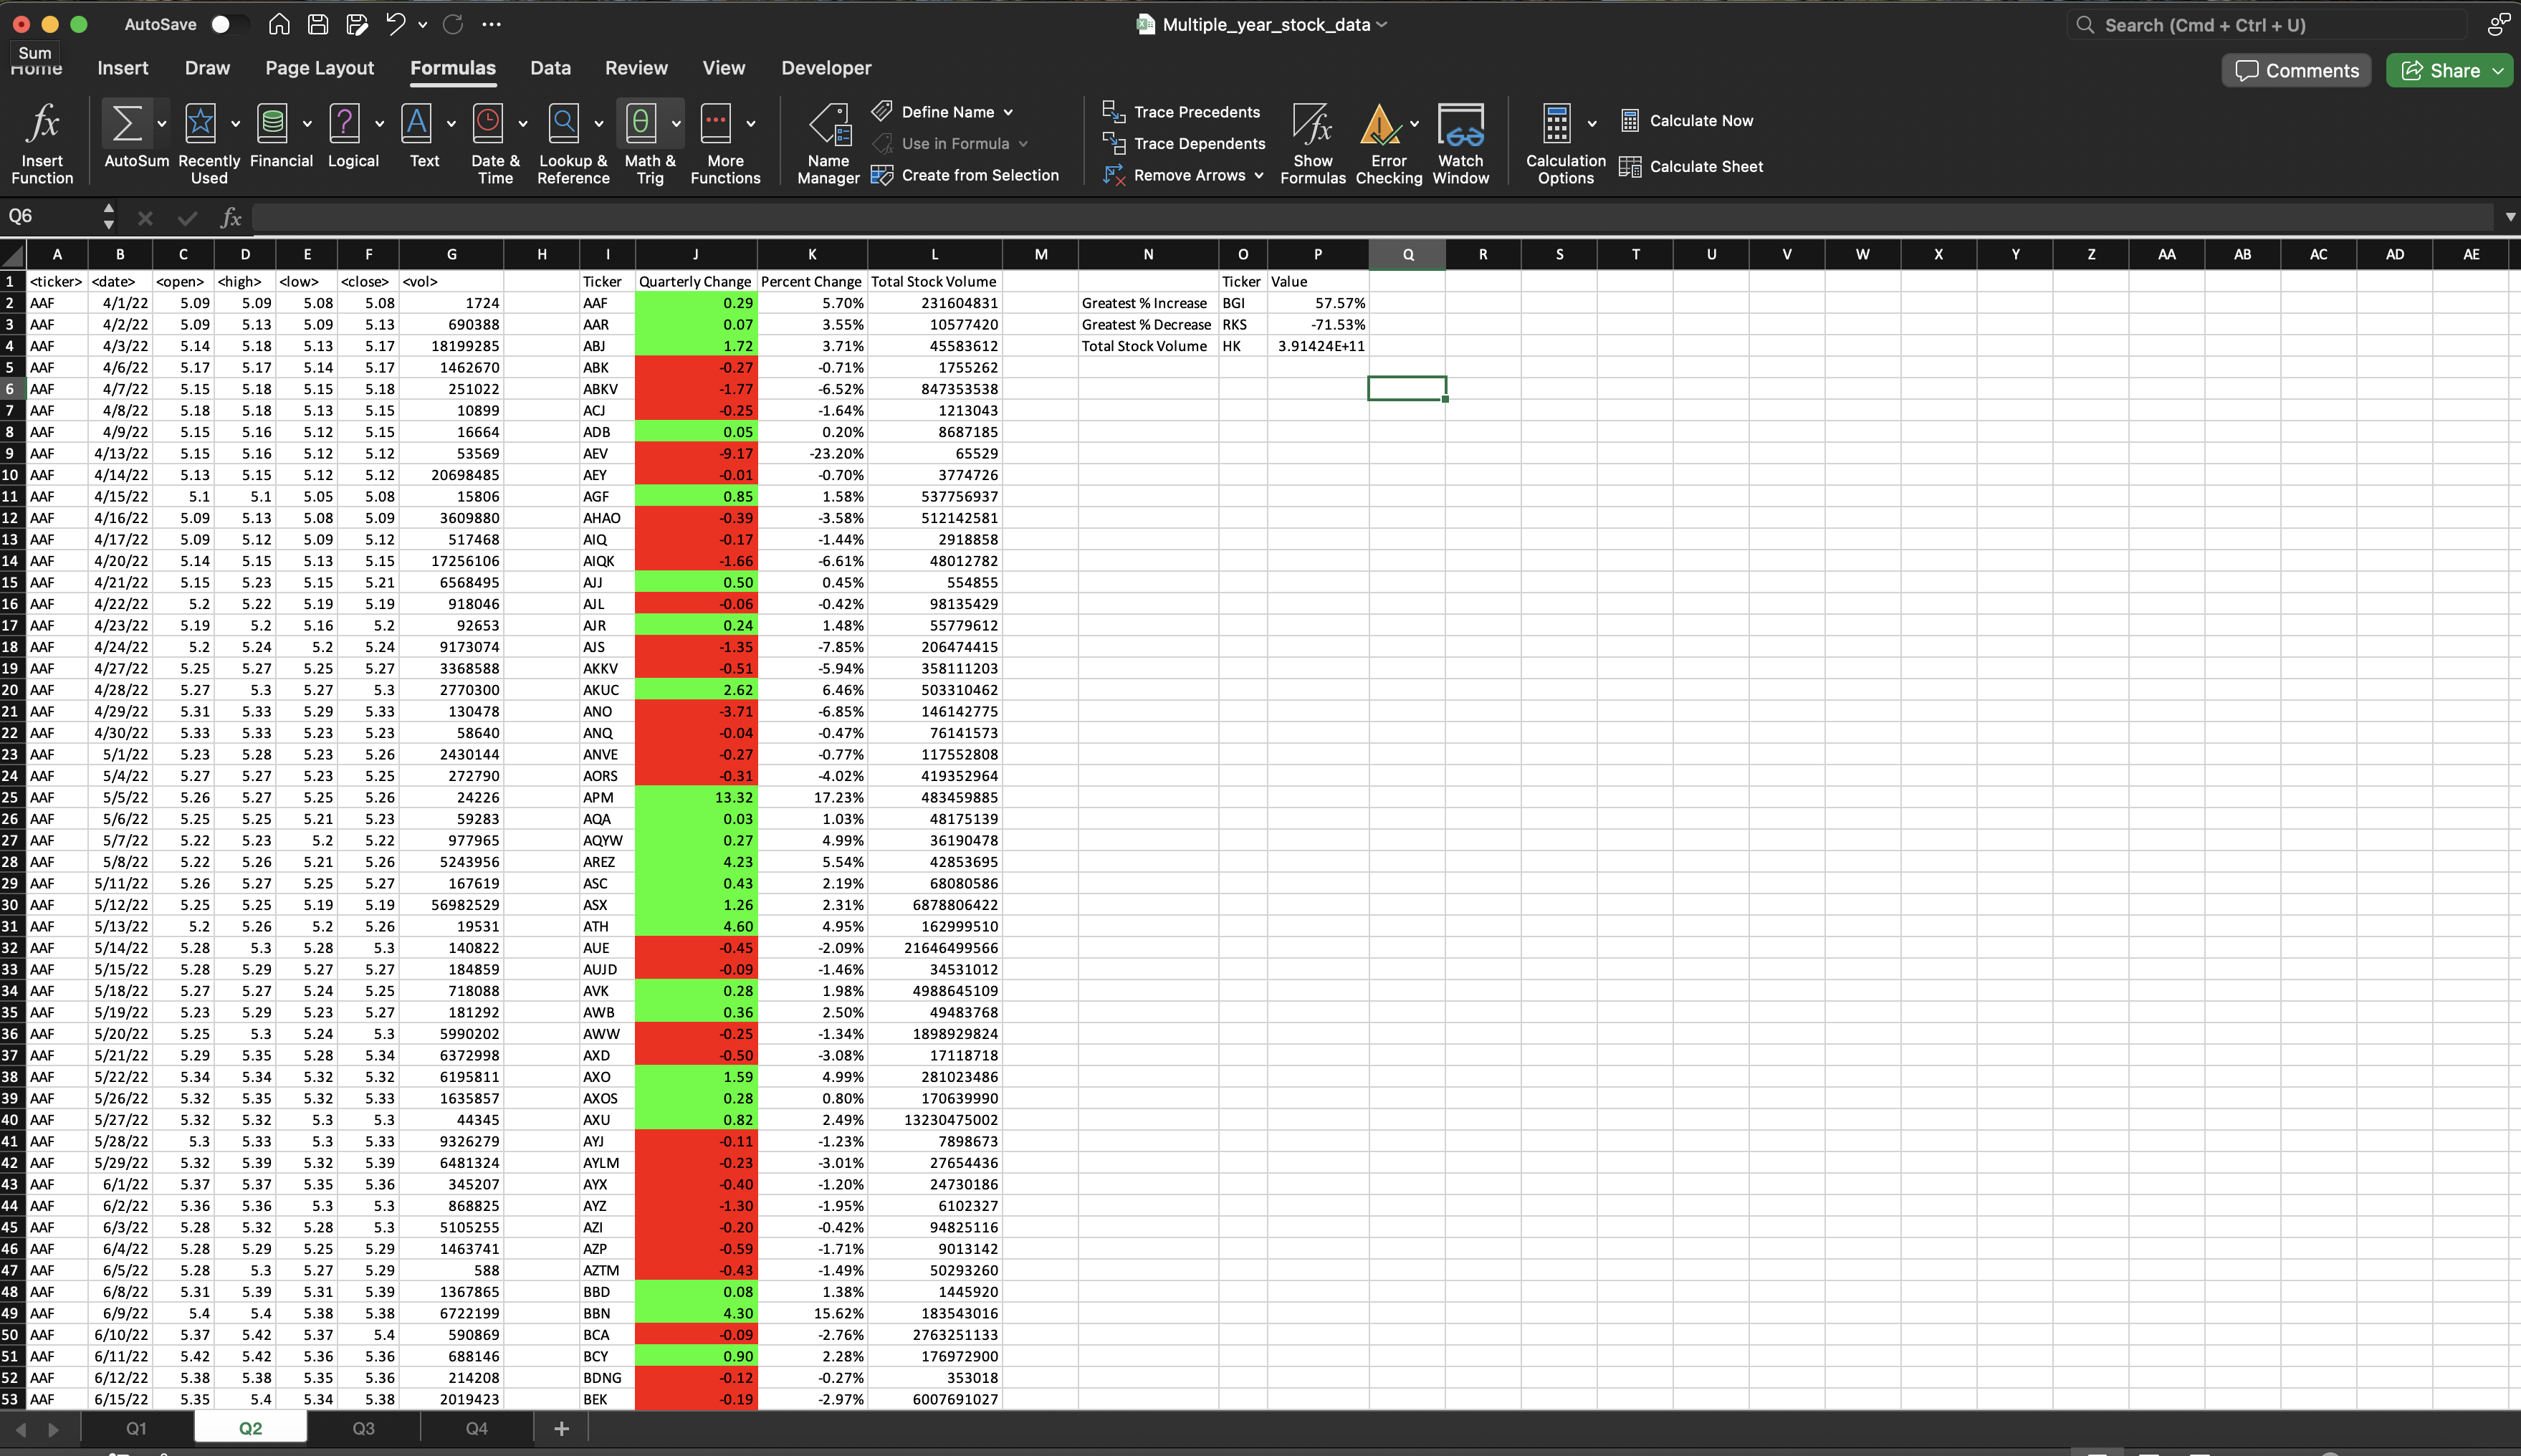 AutoSave Multiple_year_stock_data Search (Cmd + Ctrl + U)
Sum
Home Insert Draw Page Layout Formulas Data Review View Developer Comments Share
Insert Function AutoSum Recently Used Financial Logical Text Date & Time Lookup & Reference Math & Trig More Functions Name Manager Define Name Use in Formula Create from Selection Trace Precedents Trace Dependents Remove Arrows Show Formulas Error Checking Watch Window Calculation Options Calculate Now Calculate Sheet
Q6 fx
A B C D E F G H I J K L M N O P Q R S T U V W X Y Z AA AB AC AD AE
1 <ticker> <date> <open> <high> <low> <close> <vol> Ticker Quarterly Change Percent Change Total Stock Volume Ticker Value
2 AAF 4/1/22 5.09 5.09 5.08 5.08 1724 AAF 0.29 5.70% 231604831 Greatest % Increase BGI 57.57%
3 AAF 4/2/22 5.09 5.13 5.09 5.13 690388 AAR 0.07 3.55% 10577420 Greatest % Decrease RKS -71.53%
4 AAF 4/3/22 5.14 5.18 5.13 5.17 18199285 ABJ 1.72 3.71% 45583612 Total Stock Volume HK 3.91424E+11
5 AAF 4/6/22 5.17 5.17 5.14 5.17 1462670 ABK -0.27 -0.71% 1755262
6 AAF 4/7/22 5.15 5.18 5.15 5.18 251022 ABKV -1.77 -6.52% 847353538
7 AAF 4/8/22 5.18 5.18 5.13 5.15 10899 ACJ -0.25 -1.64% 1213043
8 AAF 4/9/22 5.15 5.16 5.12 5.15 16664 ADB 0.05 0.20% 8687185
9 AAF 4/13/22 5.15 5.16 5.12 5.12 53569 AEV -9.17 -23.20% 65529
10 AAF 4/14/22 5.13 5.15 5.12 5.12 20698485 AEY -0.01 -0.70% 3774726
11 AAF 4/15/22 5.1 5.1 5.05 5.08 15806 AGF 0.85 1.58% 537756937
12 AAF 4/16/22 5.09 5.13 5.08 5.09 3609880 AHAO -0.39 -3.58% 512142581
13 AAF 4/17/22 5.09 5.12 5.09 5.12 517468 AIQ -0.17 -1.44% 2918858
14 AAF 4/20/22 5.14 5.15 5.13 5.15 17256106 AIQK -1.66 -6.61% 48012782
15 AAF 4/21/22 5.15 5.23 5.15 5.21 6568495 AJJ 0.50 0.45% 554855
16 AAF 4/22/22 5.2 5.22 5.19 5.19 918046 AJL -0.06 -0.42% 98135429
17 AAF 4/23/22 5.19 5.2 5.16 5.2 92653 AJR 0.24 1.48% 55779612
18 AAF 4/24/22 5.2 5.24 5.2 5.24 9173074 AJS -1.35 -7.85% 206474415
19 AAF 4/27/22 5.25 5.27 5.25 5.27 3368588 AKKV -0.51 -5.94% 358111203
20 AAF 4/28/22 5.27 5.3 5.27 5.3 2770300 AKUC 2.62 6.46% 503310462
21 AAF 4/29/22 5.31 5.33 5.29 5.33 130478 ANO -3.71 -6.85% 146142775
22 AAF 4/30/22 5.33 5.33 5.23 5.23 58640 ANQ -0.04 -0.47% 76141573
23 AAF 5/1/22 5.23 5.28 5.23 5.26 2430144 ANVE -0.27 -0.77% 117552808
24 AAF 5/4/22 5.27 5.27 5.23 5.25 272790 AORS -0.31 -4.02% 419352964
25 AAF 5/5/22 5.26 5.27 5.25 5.26 24226 APM 13.32 17.23% 483459885
26 AAF 5/6/22 5.25 5.25 5.21 5.23 59283 AQA 0.03 1.03% 48175139
27 AAF 5/7/22 5.22 5.23 5.2 5.22 977965 AQYW 0.27 4.99% 36190478
28 AAF 5/8/22 5.22 5.26 5.21 5.26 5243956 AREZ 4.23 5.54% 42853695
29 AAF 5/11/22 5.26 5.27 5.25 5.27 167619 ASC 0.43 2.19% 68080586
30 AAF 5/12/22 5.25 5.25 5.19 5.19 56982529 ASX 1.26 2.31% 6878806422
31 AAF 5/13/22 5.2 5.26 5.2 5.26 19531 ATH 4.60 4.95% 162999510
32 AAF 5/14/22 5.28 5.3 5.28 5.3 140822 AUE -0.45 -2.09% 21646499566
33 AAF 5/15/22 5.28 5.29 5.27 5.27 184859 AUJD -0.09 -1.46% 34531012
34 AAF 5/18/22 5.27 5.27 5.24 5.25 718088 AVK 0.28 1.98% 4988645109
35 AAF 5/19/22 5.23 5.29 5.23 5.27 181292 AWB 0.36 2.50% 49483768
36 AAF 5/20/22 5.25 5.3 5.24 5.3 5990202 AWW -0.25 -1.34% 1898929824
37 AAF 5/21/22 5.29 5.35 5.28 5.34 6372998 AXD -0.50 -3.08% 17118718
38 AAF 5/22/22 5.34 5.34 5.32 5.32 6195811 AXO 1.59 4.99% 281023486
39 AAF 5/26/22 5.32 5.35 5.32 5.33 1635857 AXOS 0.28 0.80% 170639990
40 AAF 5/27/22 5.32 5.32 5.3 5.3 44345 AXU 0.82 2.49% 13230475002
41 AAF 5/28/22 5.3 5.33 5.3 5.33 9326279 AYJ -0.11 -1.23% 7898673
42 AAF 5/29/22 5.32 5.39 5.32 5.39 6481324 AYLM -0.23 -3.01% 27654436
43 AAF 6/1/22 5.37 5.37 5.35 5.36 345207 AYX -0.40 -1.20% 24730186
44 AAF 6/2/22 5.36 5.36 5.3 5.3 868825 AYZ -1.30 -1.95% 6102327
45 AAF 6/3/22 5.28 5.32 5.28 5.3 5105255 AZI -0.20 -0.42% 94825116
46 AAF 6/4/22 5.28 5.29 5.25 5.29 1463741 AZP -0.59 -1.71% 9013142
47 AAF 6/5/22 5.28 5.3 5.27 5.29 588 AZTM -0.43 -1.49% 50293260
48 AAF 6/8/22 5.31 5.39 5.31 5.39 1367865 BBD 0.08 1.38% 1445920
49 AAF 6/9/22 5.4 5.4 5.38 5.38 6722199 BBN 4.30 15.62% 183543016
50 AAF 6/10/22 5.37 5.42 5.37 5.4 590869 BCA -0.09 -2.76% 2763251133
51 AAF 6/11/22 5.42 5.42 5.36 5.36 688146 BCY 0.90 2.28% 176972900
52 AAF 6/12/22 5.38 5.38 5.35 5.36 214208 BDNG -0.12 -0.27% 353018
53 AAF 6/15/22 5.35 5.4 5.34 5.38 2019423 BEK -0.19 -2.97% 6007691027
Q1 Q2 Q3 Q4 +